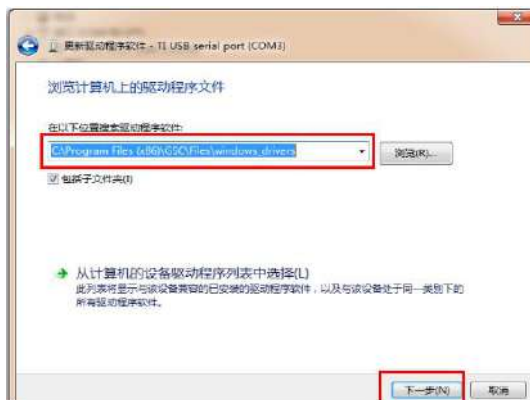 更新驱动程序软件 - TI USB serial port (COM3)
浏览计算机上的驱动程序文件
在以下位置搜索驱动程序软件:
C:\Program Files (x86)\GSC\Files\windows_drivers
浏览(R)...
包括子文件夹(I)
从计算机的设备驱动程序列表中选择(L)
此列表将显示与该设备兼容的已安装的驱动程序软件，以及与该设备处于同一类别下的
所有驱动程序软件。
下一步(N)
取消